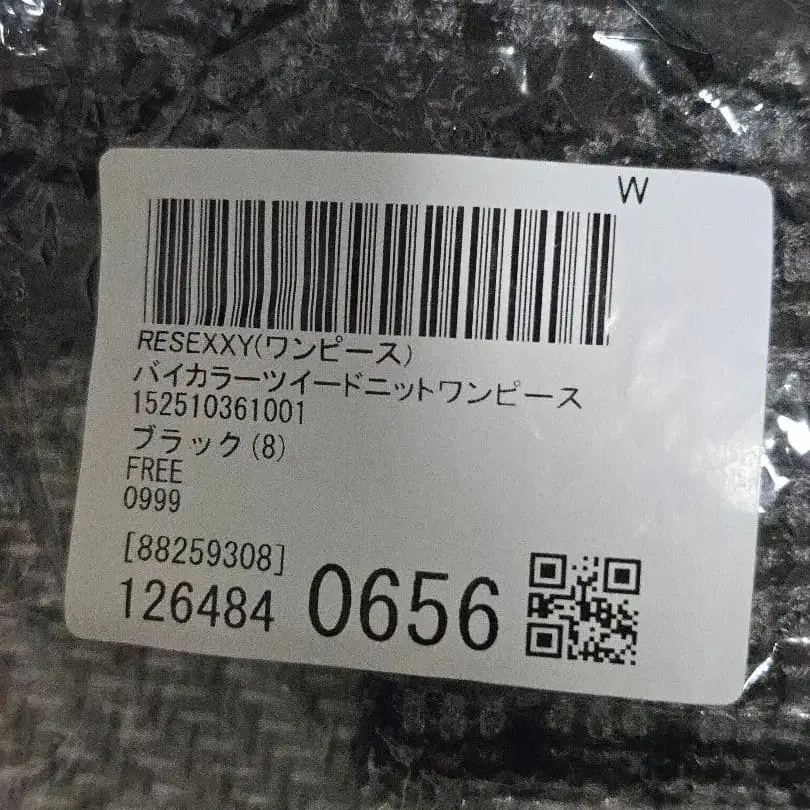 W
RESEXXY(ワンピース)
バイカラーツイードニットワンピース
152510361001
ブラック(8)
FREE
0999
[88259308]
126484 0656